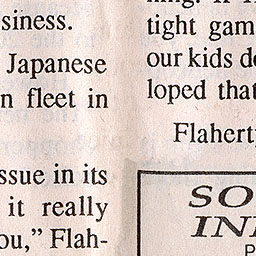 siness.
Japanese
n fleet in
ssue in its
it really
ou,” Flah-
tight gam
our kids d
loped that
Flaherty
SO
INI